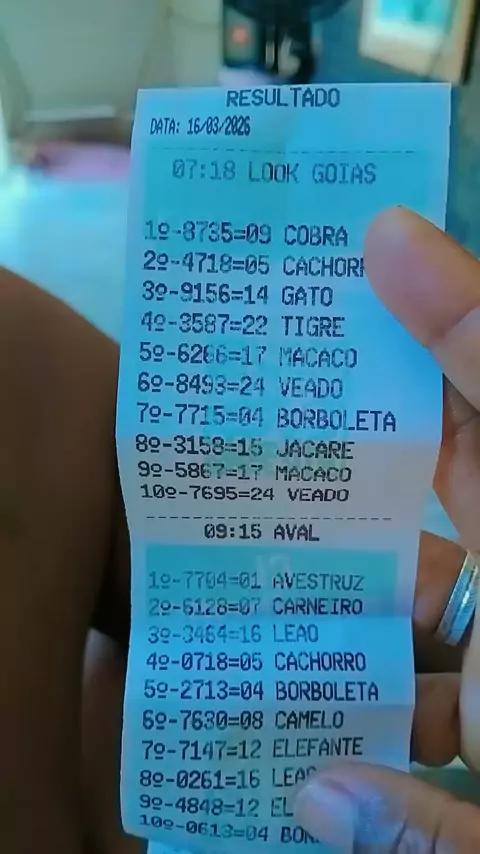 RESULTADO
DATA: 16/03/2026
07:18 LOOK GOIAS
1º-8735=09 COBRA
2º-4718=05 CACHORR
3º-9156=14 GATO
4º-3587=22 TIGRE
5º-6266=17 MACACO
6º-8493=24 VEADO
7º-7715=04 BORBOLETA
8º-3158=15 JACARE
9º-5867=17 MACACO
10º-7695=24 VEADO
09:15 AVAL
1º-7704=01 AVESTRUZ
2º-6128=07 CARNEIRO
3º-3464=16 LEAO
4º-0718=05 CACHORRO
5º-2713=04 BORBOLETA
6º-7630=08 CAMELO
7º-7147=12 ELEFANTE
8º-0261=16 LEAO
9º-4848=12 EL
10º-0613=04 BOR